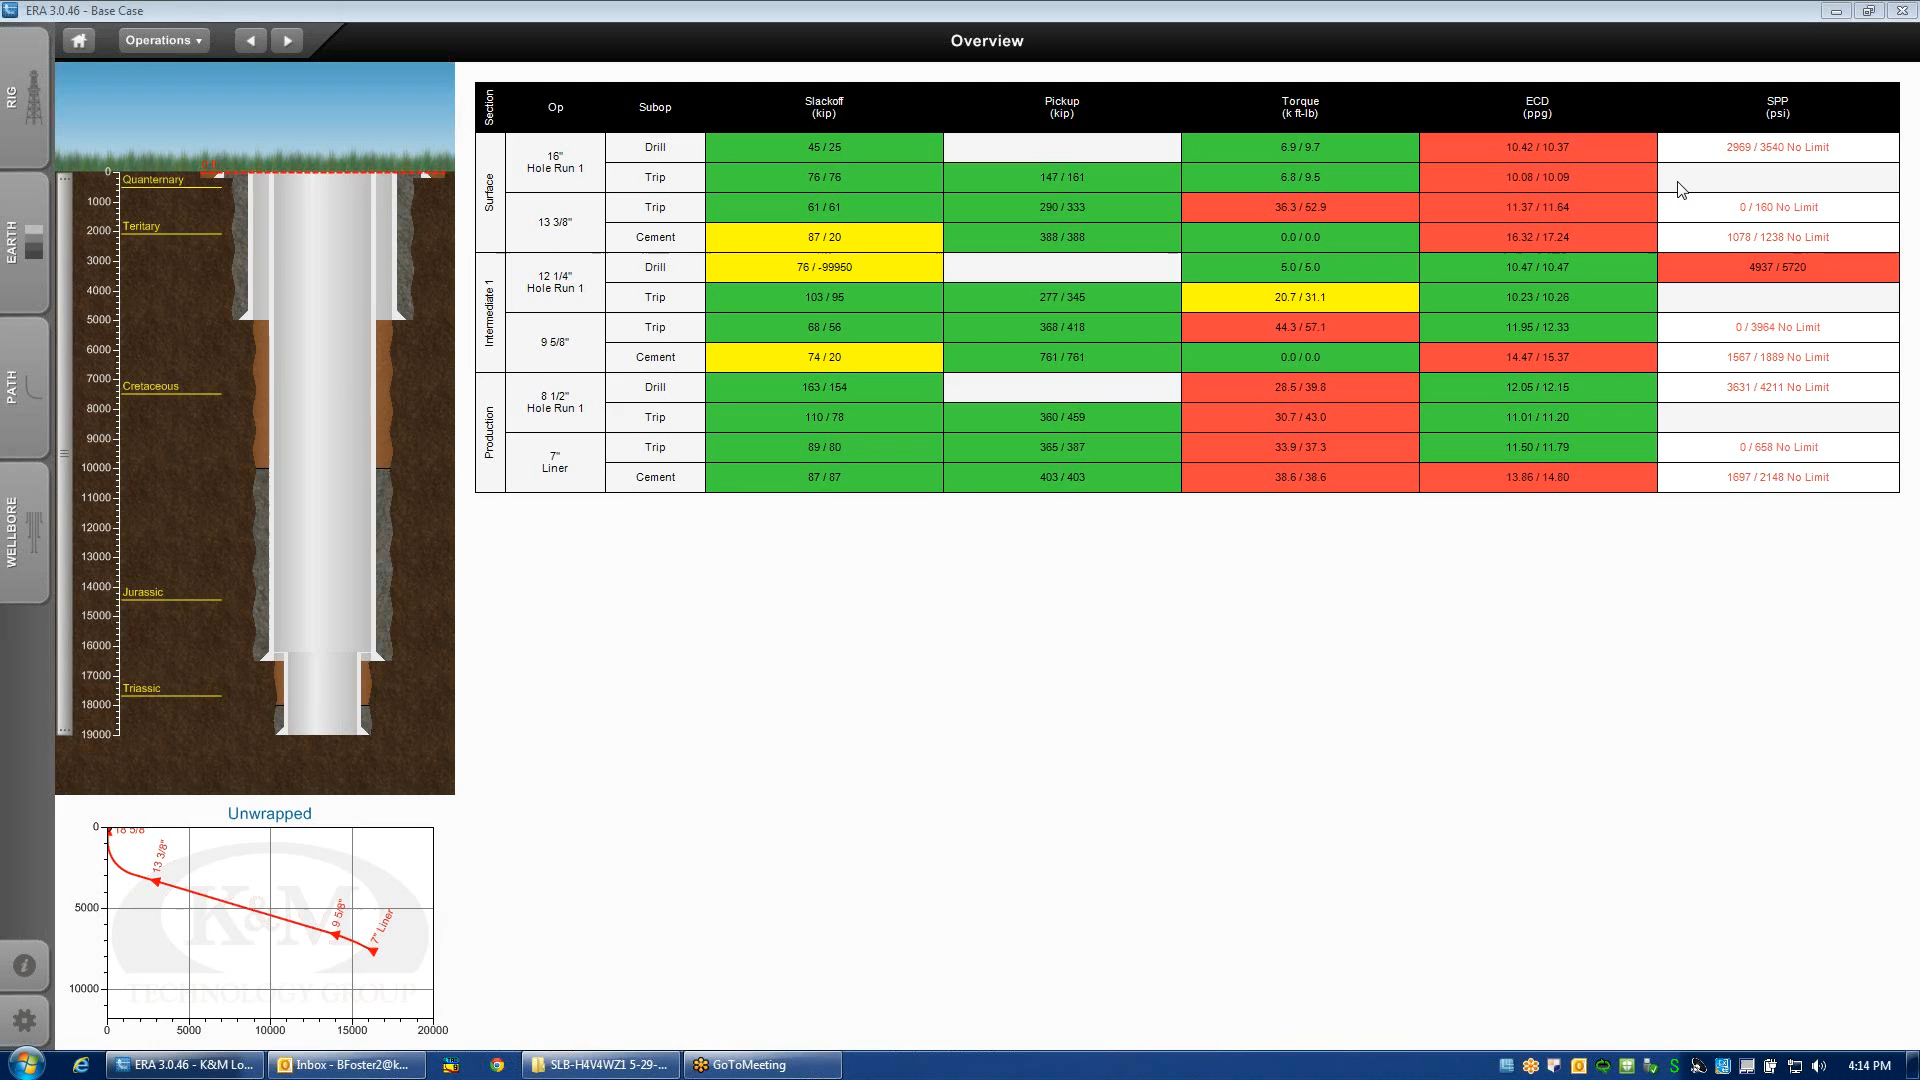 ERA 3.0.46 - Base Case
Operations
Overview
RIG
EARTH
PATH
WELLBORE
0 ft
0
1000
2000
3000
4000
5000
6000
7000
8000
9000
10000
11000
12000
13000
14000
15000
16000
17000
18000
19000
Quanternary
Teritary
Cretaceous
Jurassic
Triassic
Section Op Subop Slackoff (kip) Pickup (kip) Torque (k ft-lb) ECD (ppg) SPP (psi)
Surface
16" Hole Run 1
Drill 45 / 25 6.9 / 9.7 10.42 / 10.37 2969 / 3540 No Limit
Trip 76 / 76 147 / 161 6.8 / 9.5 10.08 / 10.09
13 3/8"
Trip 61 / 61 290 / 333 36.3 / 52.9 11.37 / 11.64 0 / 160 No Limit
Cement 87 / 20 388 / 388 0.0 / 0.0 16.32 / 17.24 1078 / 1238 No Limit
Intermediate 1
12 1/4" Hole Run 1
Drill 76 / -99950 5.0 / 5.0 10.47 / 10.47 4937 / 5720
Trip 103 / 95 277 / 345 20.7 / 31.1 10.23 / 10.26
9 5/8"
Trip 68 / 56 368 / 418 44.3 / 57.1 11.95 / 12.33 0 / 3964 No Limit
Cement 74 / 20 761 / 761 0.0 / 0.0 14.47 / 15.37 1567 / 1889 No Limit
Production
8 1/2" Hole Run 1
Drill 163 / 154 28.5 / 39.8 12.05 / 12.15 3631 / 4211 No Limit
Trip 110 / 78 360 / 459 30.7 / 43.0 11.01 / 11.20
7" Liner
Trip 89 / 80 365 / 387 33.9 / 37.3 11.50 / 11.79 0 / 658 No Limit
Cement 87 / 87 403 / 403 38.6 / 38.6 13.86 / 14.80 1697 / 2148 No Limit
Unwrapped
0
5000
10000
18 5/8
13 3/8"
9 5/8"
7" Liner
K&M
TECHNOLOGY GROUP
0 5000 10000 15000 20000
ERA 3.0.46 - K&M Lo...
Inbox - BFoster2@k...
SLB-H4V4WZ1 5-29-...
GoToMeeting
4:14 PM